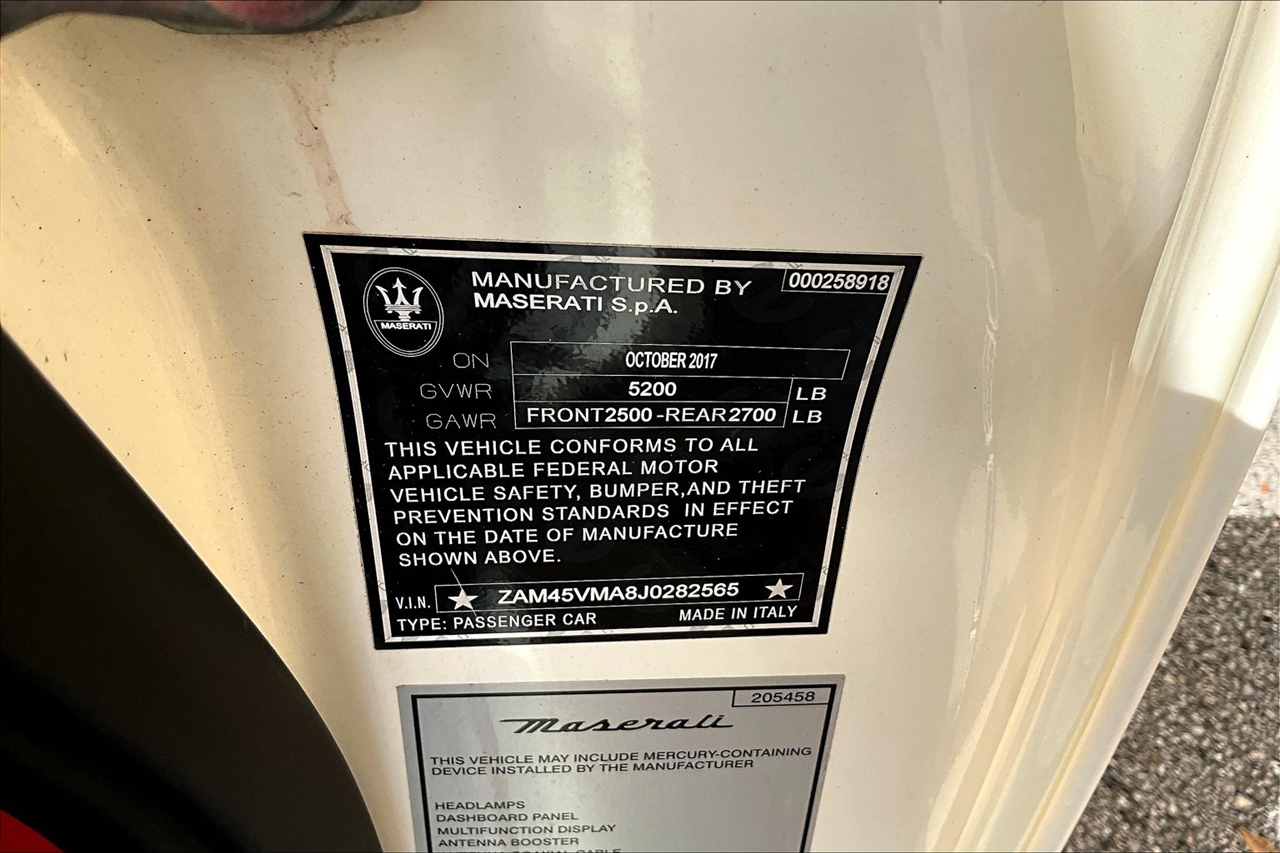 MANUFACTURED BY
000258918
MASERATI S.p.A.
MASERATI
ON OCTOBER 2017
GVWR 5200 LB
GAWR FRONT2500-REAR2700 LB
THIS VEHICLE CONFORMS TO ALL
APPLICABLE FEDERAL MOTOR
VEHICLE SAFETY, BUMPER,AND THEFT
PREVENTION STANDARDS IN EFFECT
ON THE DATE OF MANUFACTURE
SHOWN ABOVE.
V.I.N. ZAM45VMA8J0282565
TYPE: PASSENGER CAR MADE IN ITALY
205458
Maserati
THIS VEHICLE MAY INCLUDE MERCURY-CONTAINING
DEVICE INSTALLED BY THE MANUFACTURER
HEADLAMPS
DASHBOARD PANEL
MULTIFUNCTION DISPLAY
ANTENNA BOOSTER